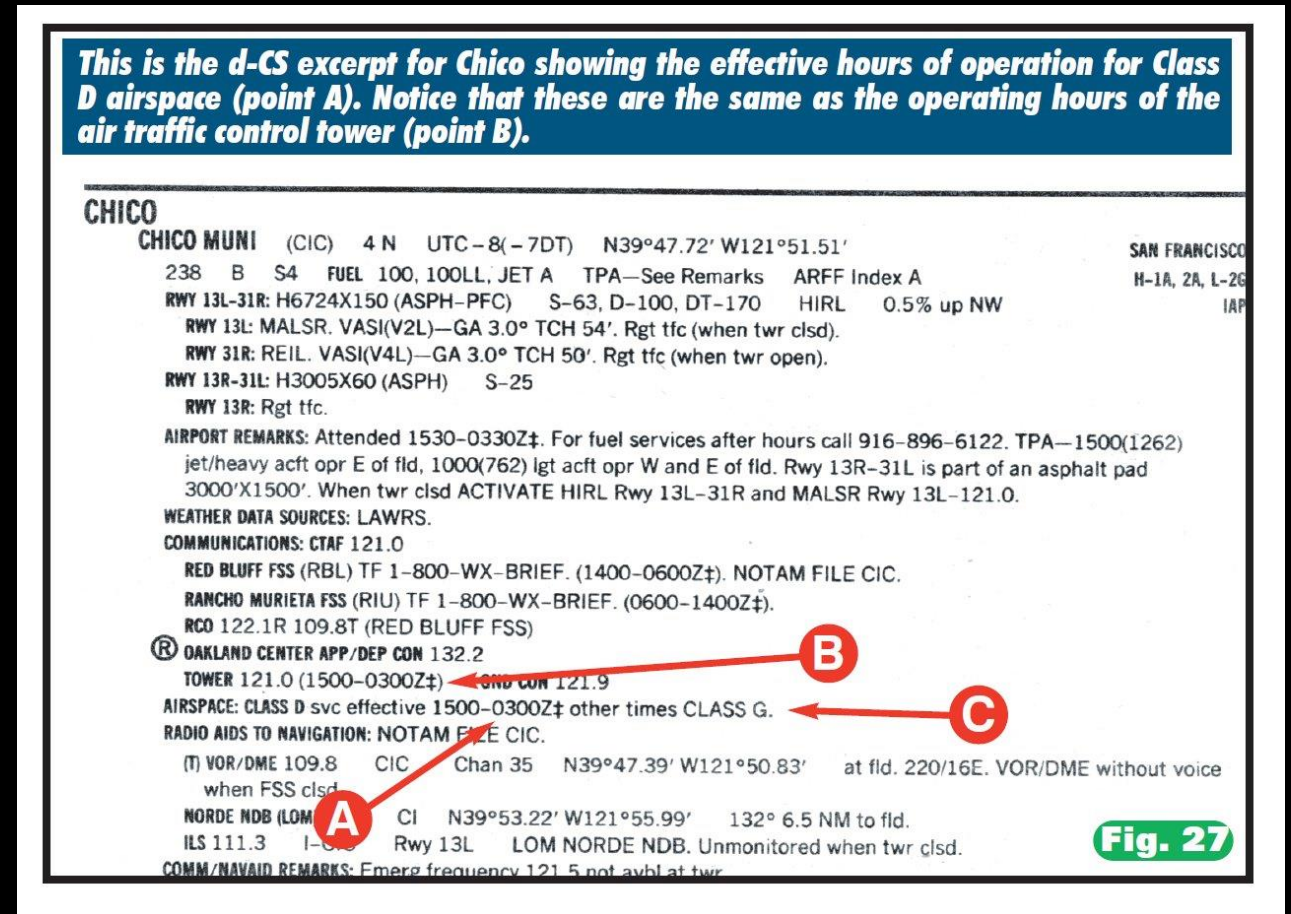 This is the d-CS excerpt for Chico showing the effective hours of operation for Class
D airspace (point A). Notice that these are the same as the operating hours of the
air traffic control tower (point B).
CHICO
CHICO MUNI (CIC) 4 N UTC–8(–7DT) N39°47.72′ W121°51.51′ SAN FRANCISCO
238 B S4 FUEL 100, 100LL, JET A TPA—See Remarks ARFF Index A H–1A, 2A, L–2G
RWY 13L–31R: H6724X150 (ASPH–PFC) S–63, D–100, DT–170 HIRL 0.5% up NW IAP
RWY 13L: MALSR. VASI(V2L)—GA 3.0° TCH 54′. Rgt tfc (when twr clsd).
RWY 31R: REIL. VASI(V4L)—GA 3.0° TCH 50′. Rgt tfc (when twr open).
RWY 13R–31L: H3005X60 (ASPH) S–25
RWY 13R: Rgt tfc.
AIRPORT REMARKS: Attended 1530–0330Z‡. For fuel services after hours call 916–896–6122. TPA—1500(1262)
jet/heavy acft opr E of fld, 1000(762) lgt acft opr W and E of fld. Rwy 13R–31L is part of an asphalt pad
3000′X1500′. When twr clsd ACTIVATE HIRL Rwy 13L–31R and MALSR Rwy 13L–121.0.
WEATHER DATA SOURCES: LAWRS.
COMMUNICATIONS: CTAF 121.0
RED BLUFF FSS (RBL) TF 1–800–WX–BRIEF. (1400–0600Z‡). NOTAM FILE CIC.
RANCHO MURIETA FSS (RIU) TF 1–800–WX–BRIEF. (0600–1400Z‡).
RCO 122.1R 109.8T (RED BLUFF FSS)
Ⓡ OAKLAND CENTER APP/DEP CON 132.2
B
TOWER 121.0 (1500–0300Z‡) GND CON 121.9
AIRSPACE: CLASS D svc effective 1500–0300Z‡ other times CLASS G.
C
RADIO AIDS TO NAVIGATION: NOTAM FILE CIC.
(T) VOR/DME 109.8 CIC Chan 35 N39°47.39′ W121°50.83′ at fld. 220/16E. VOR/DME without voice
when FSS clsd
A
NORDE NDB (LOM CI N39°53.22′ W121°55.99′ 132° 6.5 NM to fld.
ILS 111.3 Rwy 13L LOM NORDE NDB. Unmonitored when twr clsd.
COMM/NAVAID REMARKS: Emerg frequency 121.5 not avbl at twr
Fig. 27